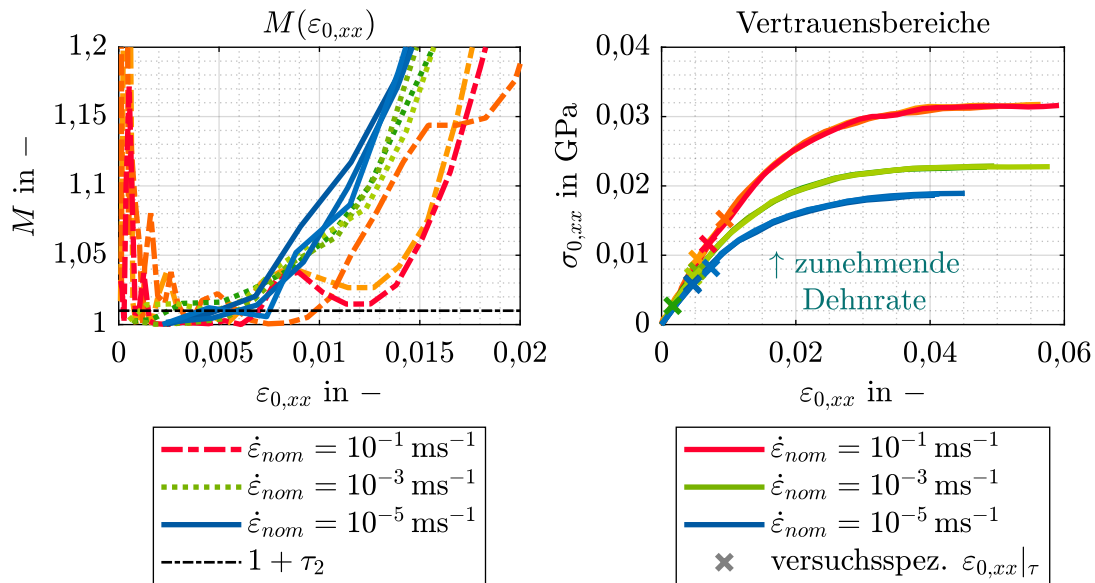 M(ε₀,ₓₓ)
1,2
1,15
1,1
1,05
1
M in −
0
0,005
0,01
0,015
0,02
ε₀,ₓₓ in −
ε̇ₙₒₘ = 10⁻¹ ms⁻¹
ε̇ₙₒₘ = 10⁻³ ms⁻¹
ε̇ₙₒₘ = 10⁻⁵ ms⁻¹
1 + τ₂
Vertrauensbereiche
0,04
0,03
0,02
0,01
0
σ₀,ₓₓ in GPa
↑ zunehmende
Dehnrate
0
0,02
0,04
0,06
ε₀,ₓₓ in −
ε̇ₙₒₘ = 10⁻¹ ms⁻¹
ε̇ₙₒₘ = 10⁻³ ms⁻¹
ε̇ₙₒₘ = 10⁻⁵ ms⁻¹
versuchsspez. ε₀,ₓₓ|τ